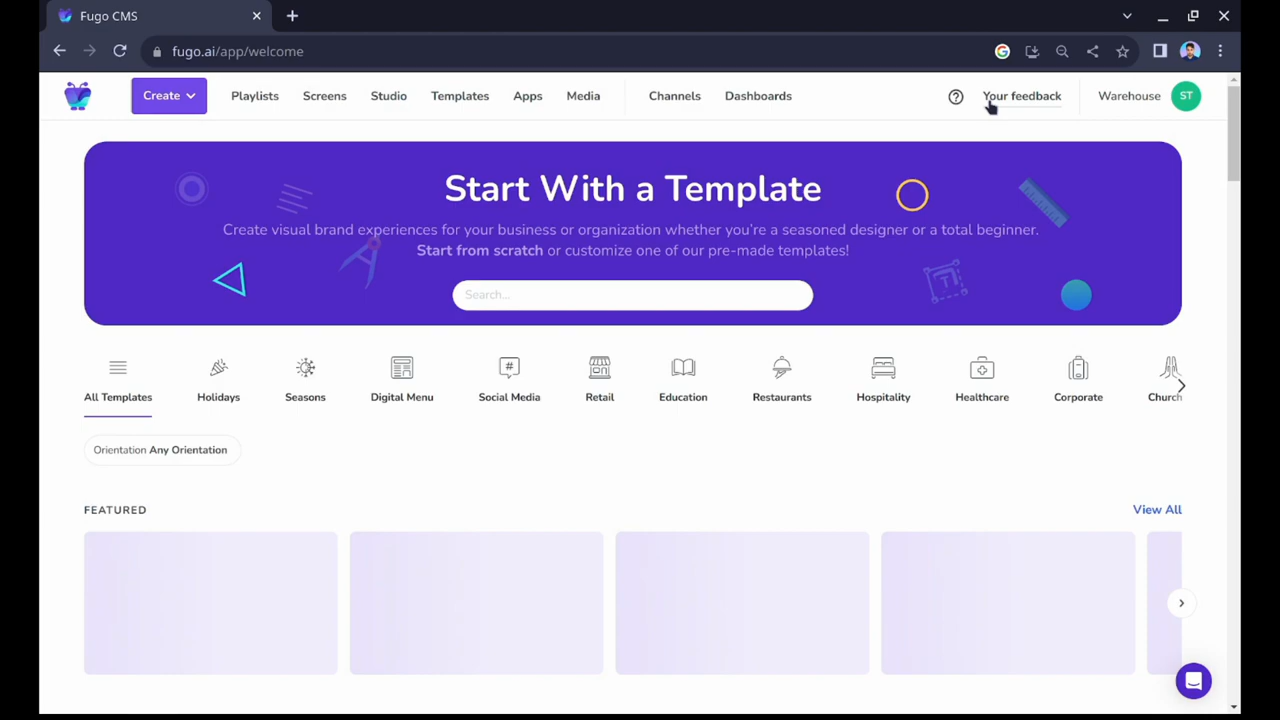 Fugo CMS
fugo.ai/app/welcome
Create Playlists Screens Studio Templates Apps Media Channels Dashboards Your feedback Warehouse ST
Start With a Template
Create visual brand experiences for your business or organization whether you're a seasoned designer or a total beginner.
Start from scratch or customize one of our pre-made templates!
Search...
All Templates Holidays Seasons Digital Menu Social Media Retail Education Restaurants Hospitality Healthcare Corporate Church
Orientation Any Orientation
FEATURED View All